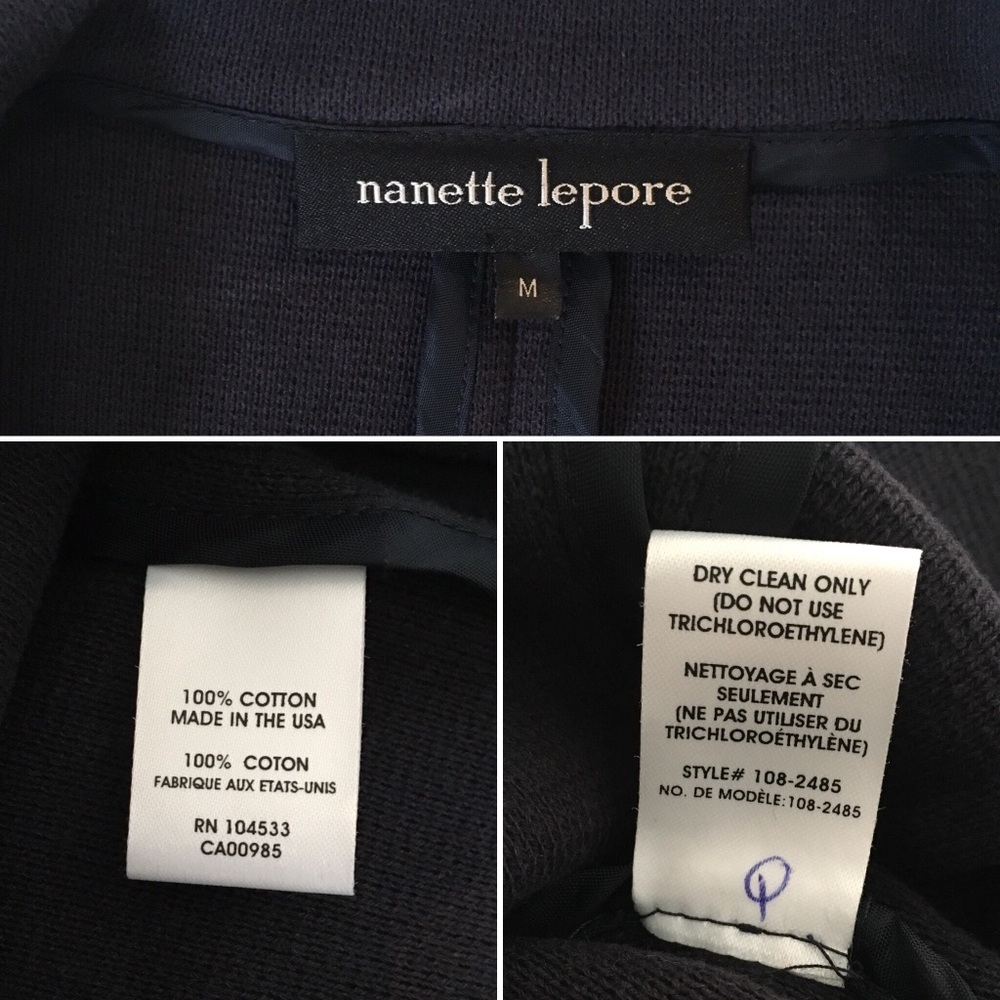 nanette lepore
M
100% COTTON
MADE IN THE USA
100% COTON
FABRIQUE AUX ETATS-UNIS
RN 104533
CA00985
DRY CLEAN ONLY
(DO NOT USE
TRICHLOROETHYLENE)
NETTOYAGE À SEC
SEULEMENT
(NE PAS UTILISER DU
TRICHLOROÉTHYLÈNE)
STYLE# 108-2485
NO. DE MODÈLE:108-2485